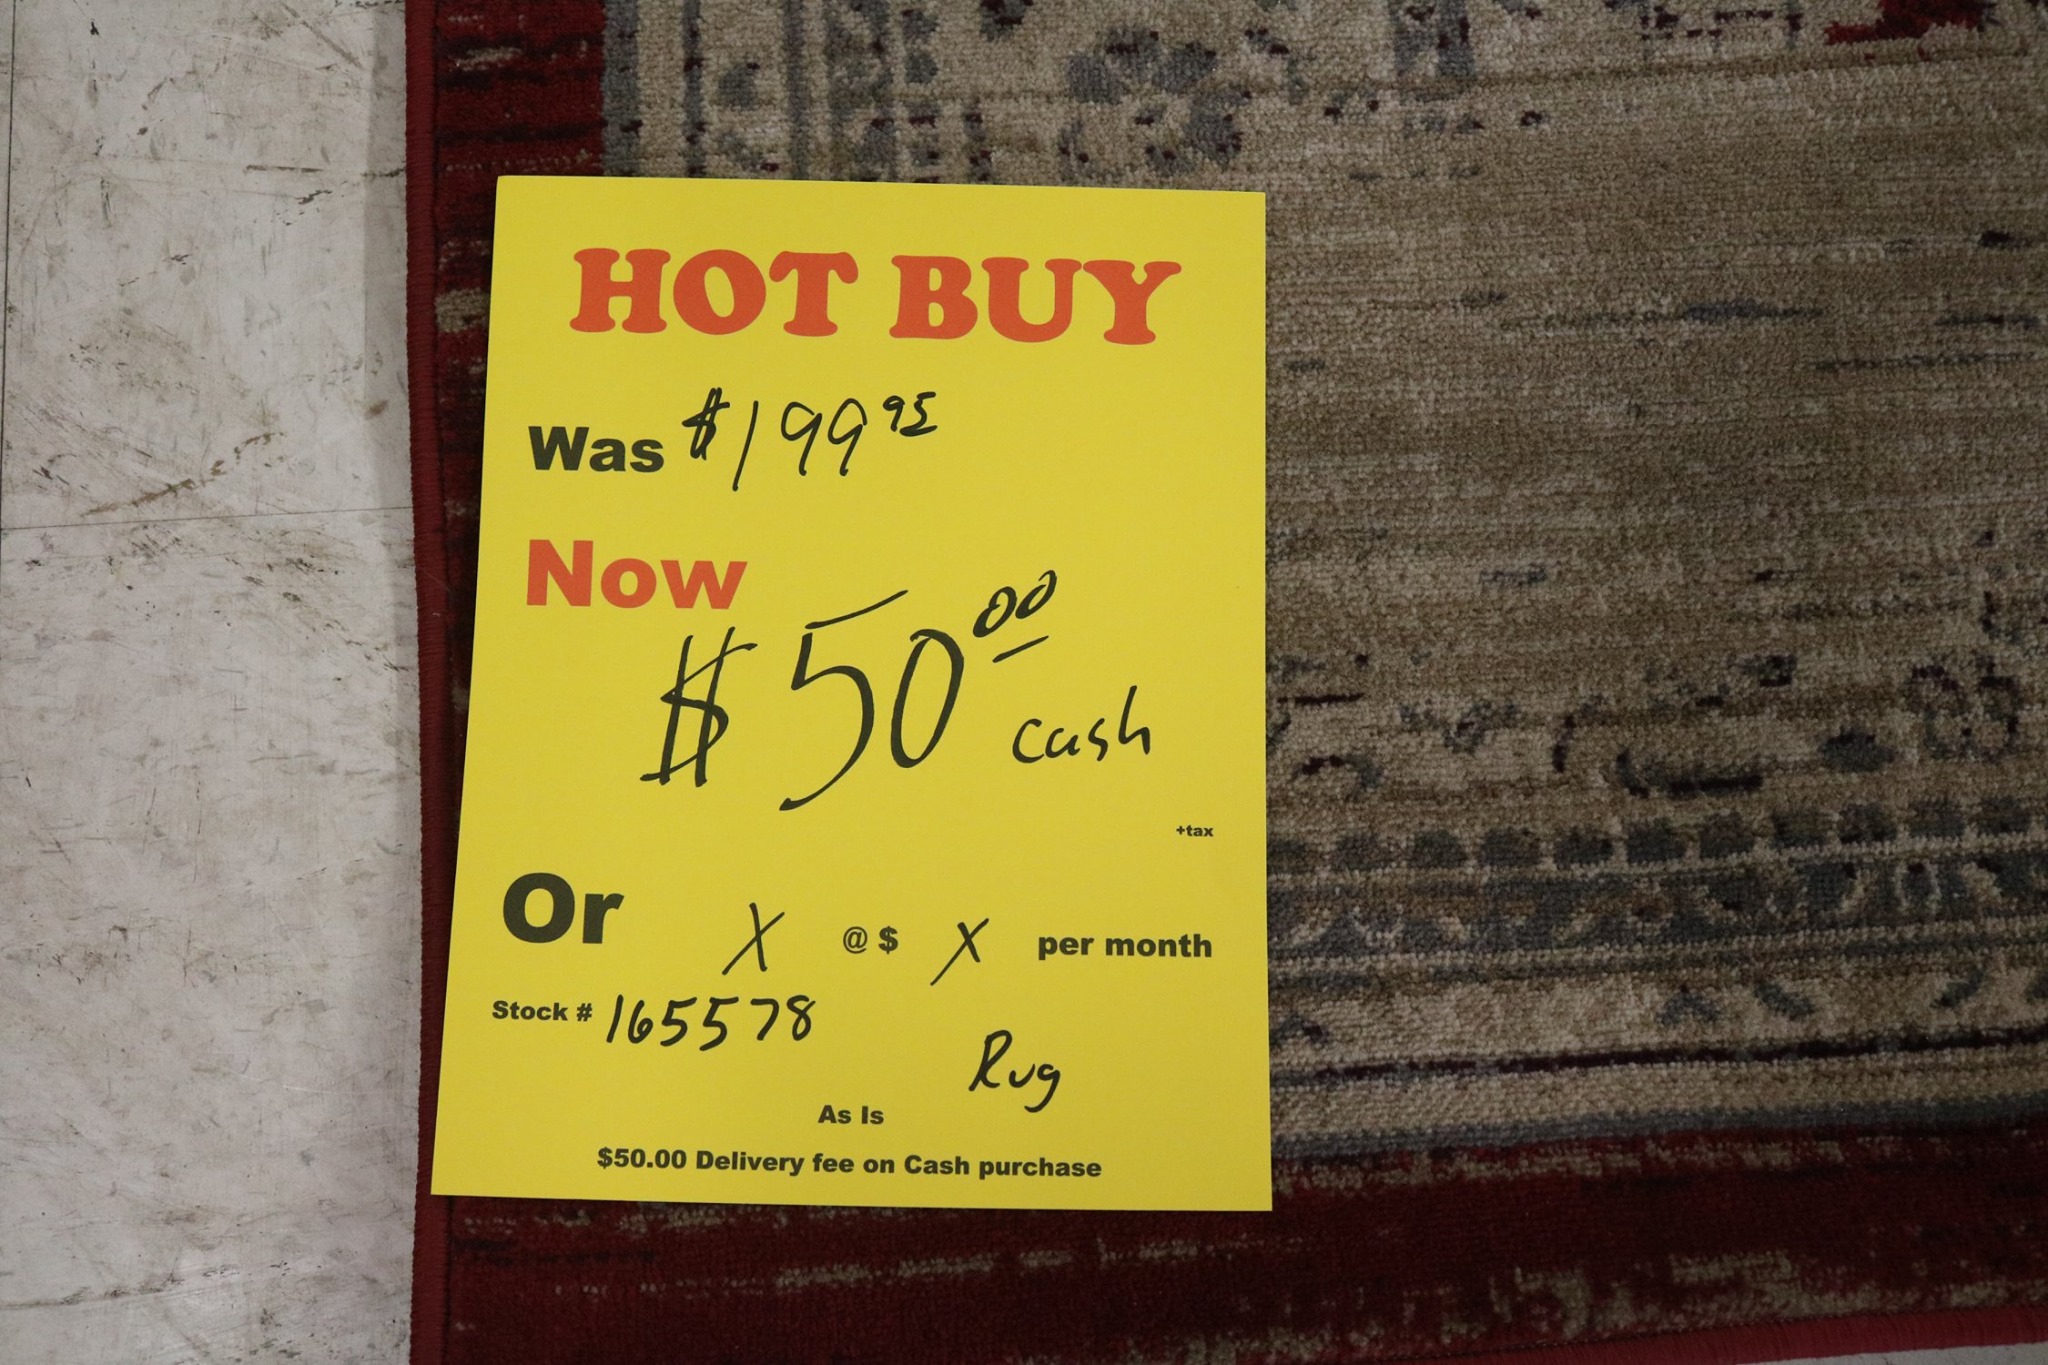 HOT BUY
Was $199 95
Now
$50 00 cash
+tax
Or X @ $ X per month
Stock # 165578
Rug
As Is
$50.00 Delivery fee on Cash purchase